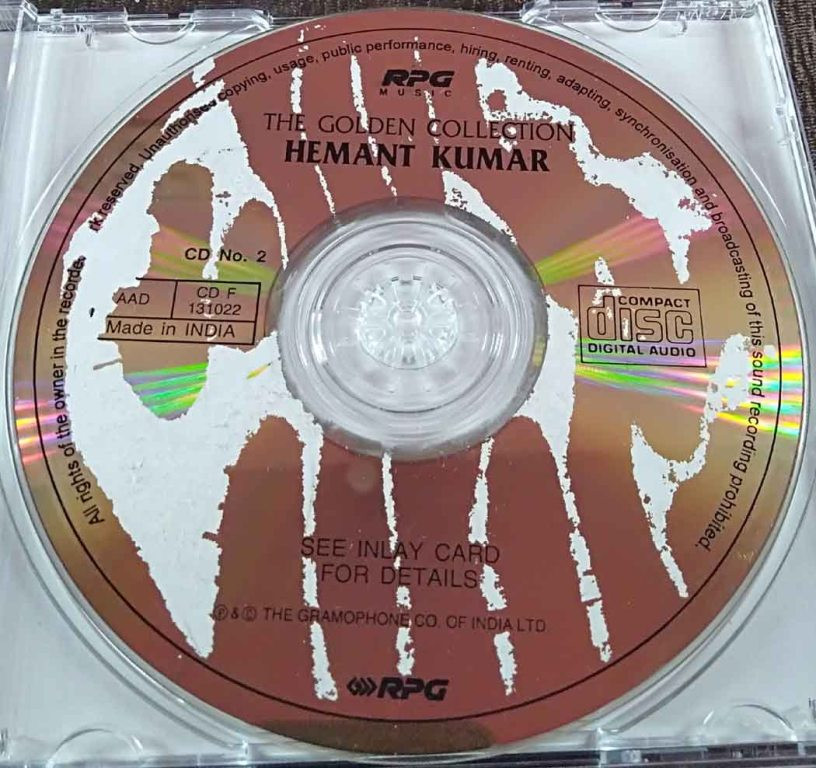 All rights of the owner in the recorded
rk reserved. Unauthorised copying, usage, public performance, hiring, renting, adapting, synchronisation and broadcasting of this sound recording prohibited.
RPG
MUSIC
THE GOLDEN COLLECTION
HEMANT KUMAR
CD No. 2
AAD
CD F
131022
Made in INDIA
COMPACT
disc
DIGITAL AUDIO
SEE INLAY CARD
FOR DETAILS
℗ & © THE GRAMOPHONE CO. OF INDIA LTD
RPG